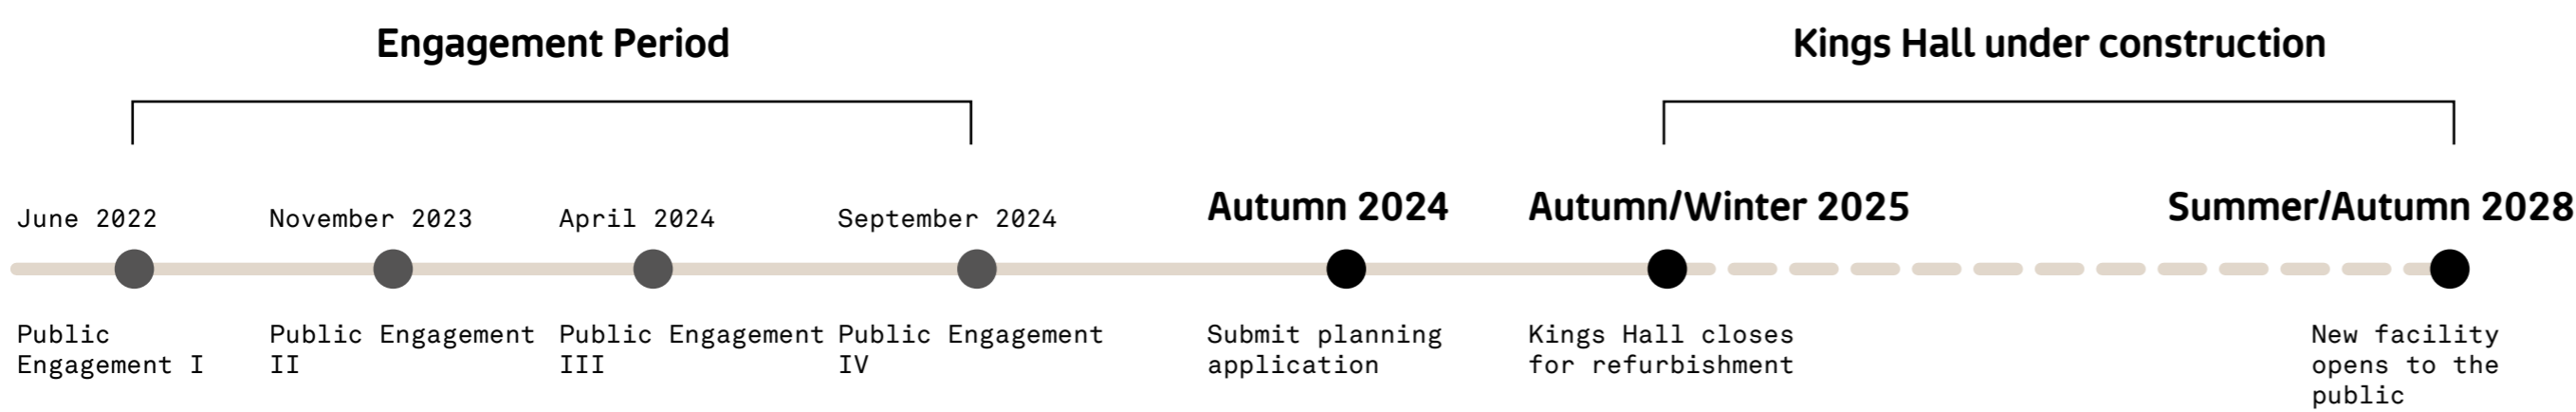 Engagement Period
Kings Hall under construction
June 2022
November 2023
April 2024
September 2024
Autumn 2024
Autumn/Winter 2025
Summer/Autumn 2028
Public
Engagement I
Public Engagement
II
Public Engagement
III
Public Engagement
IV
Submit planning
application
Kings Hall closes
for refurbishment
New facility
opens to the
public